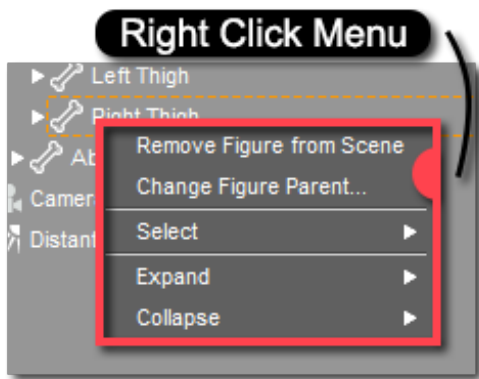 Right Click Menu
Left Thigh
Right Thigh
Remove Figure from Scene
Change Figure Parent...
Select
Expand
Collapse